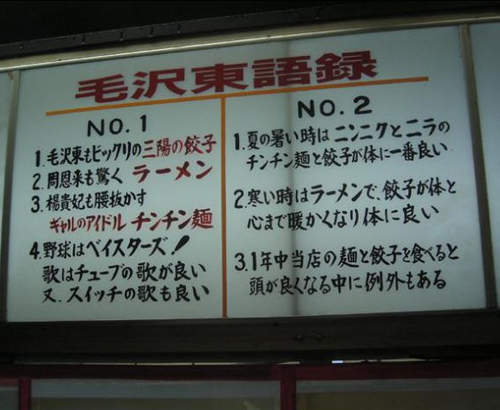 毛沢東語録
NO.1
1.毛沢東もビックリの三陽の餃子
2.周恩来も驚く ラーメン
3.楊貴妃も腰抜かす
ギャルのアイドル チンチン麺
4.野球はベイスターズ!
歌はチューブの歌が良い
又、スイッチの歌も良い
NO.2
1.夏の暑い時は ニンニクとニラの
チンチン麺と餃子が体に一番良い
2.寒い時はラーメンで、餃子が体と
心まで暖かくなり体に良い
3.1年中当店の麺と餃子を食べると
頭が良くなる中に例外もある